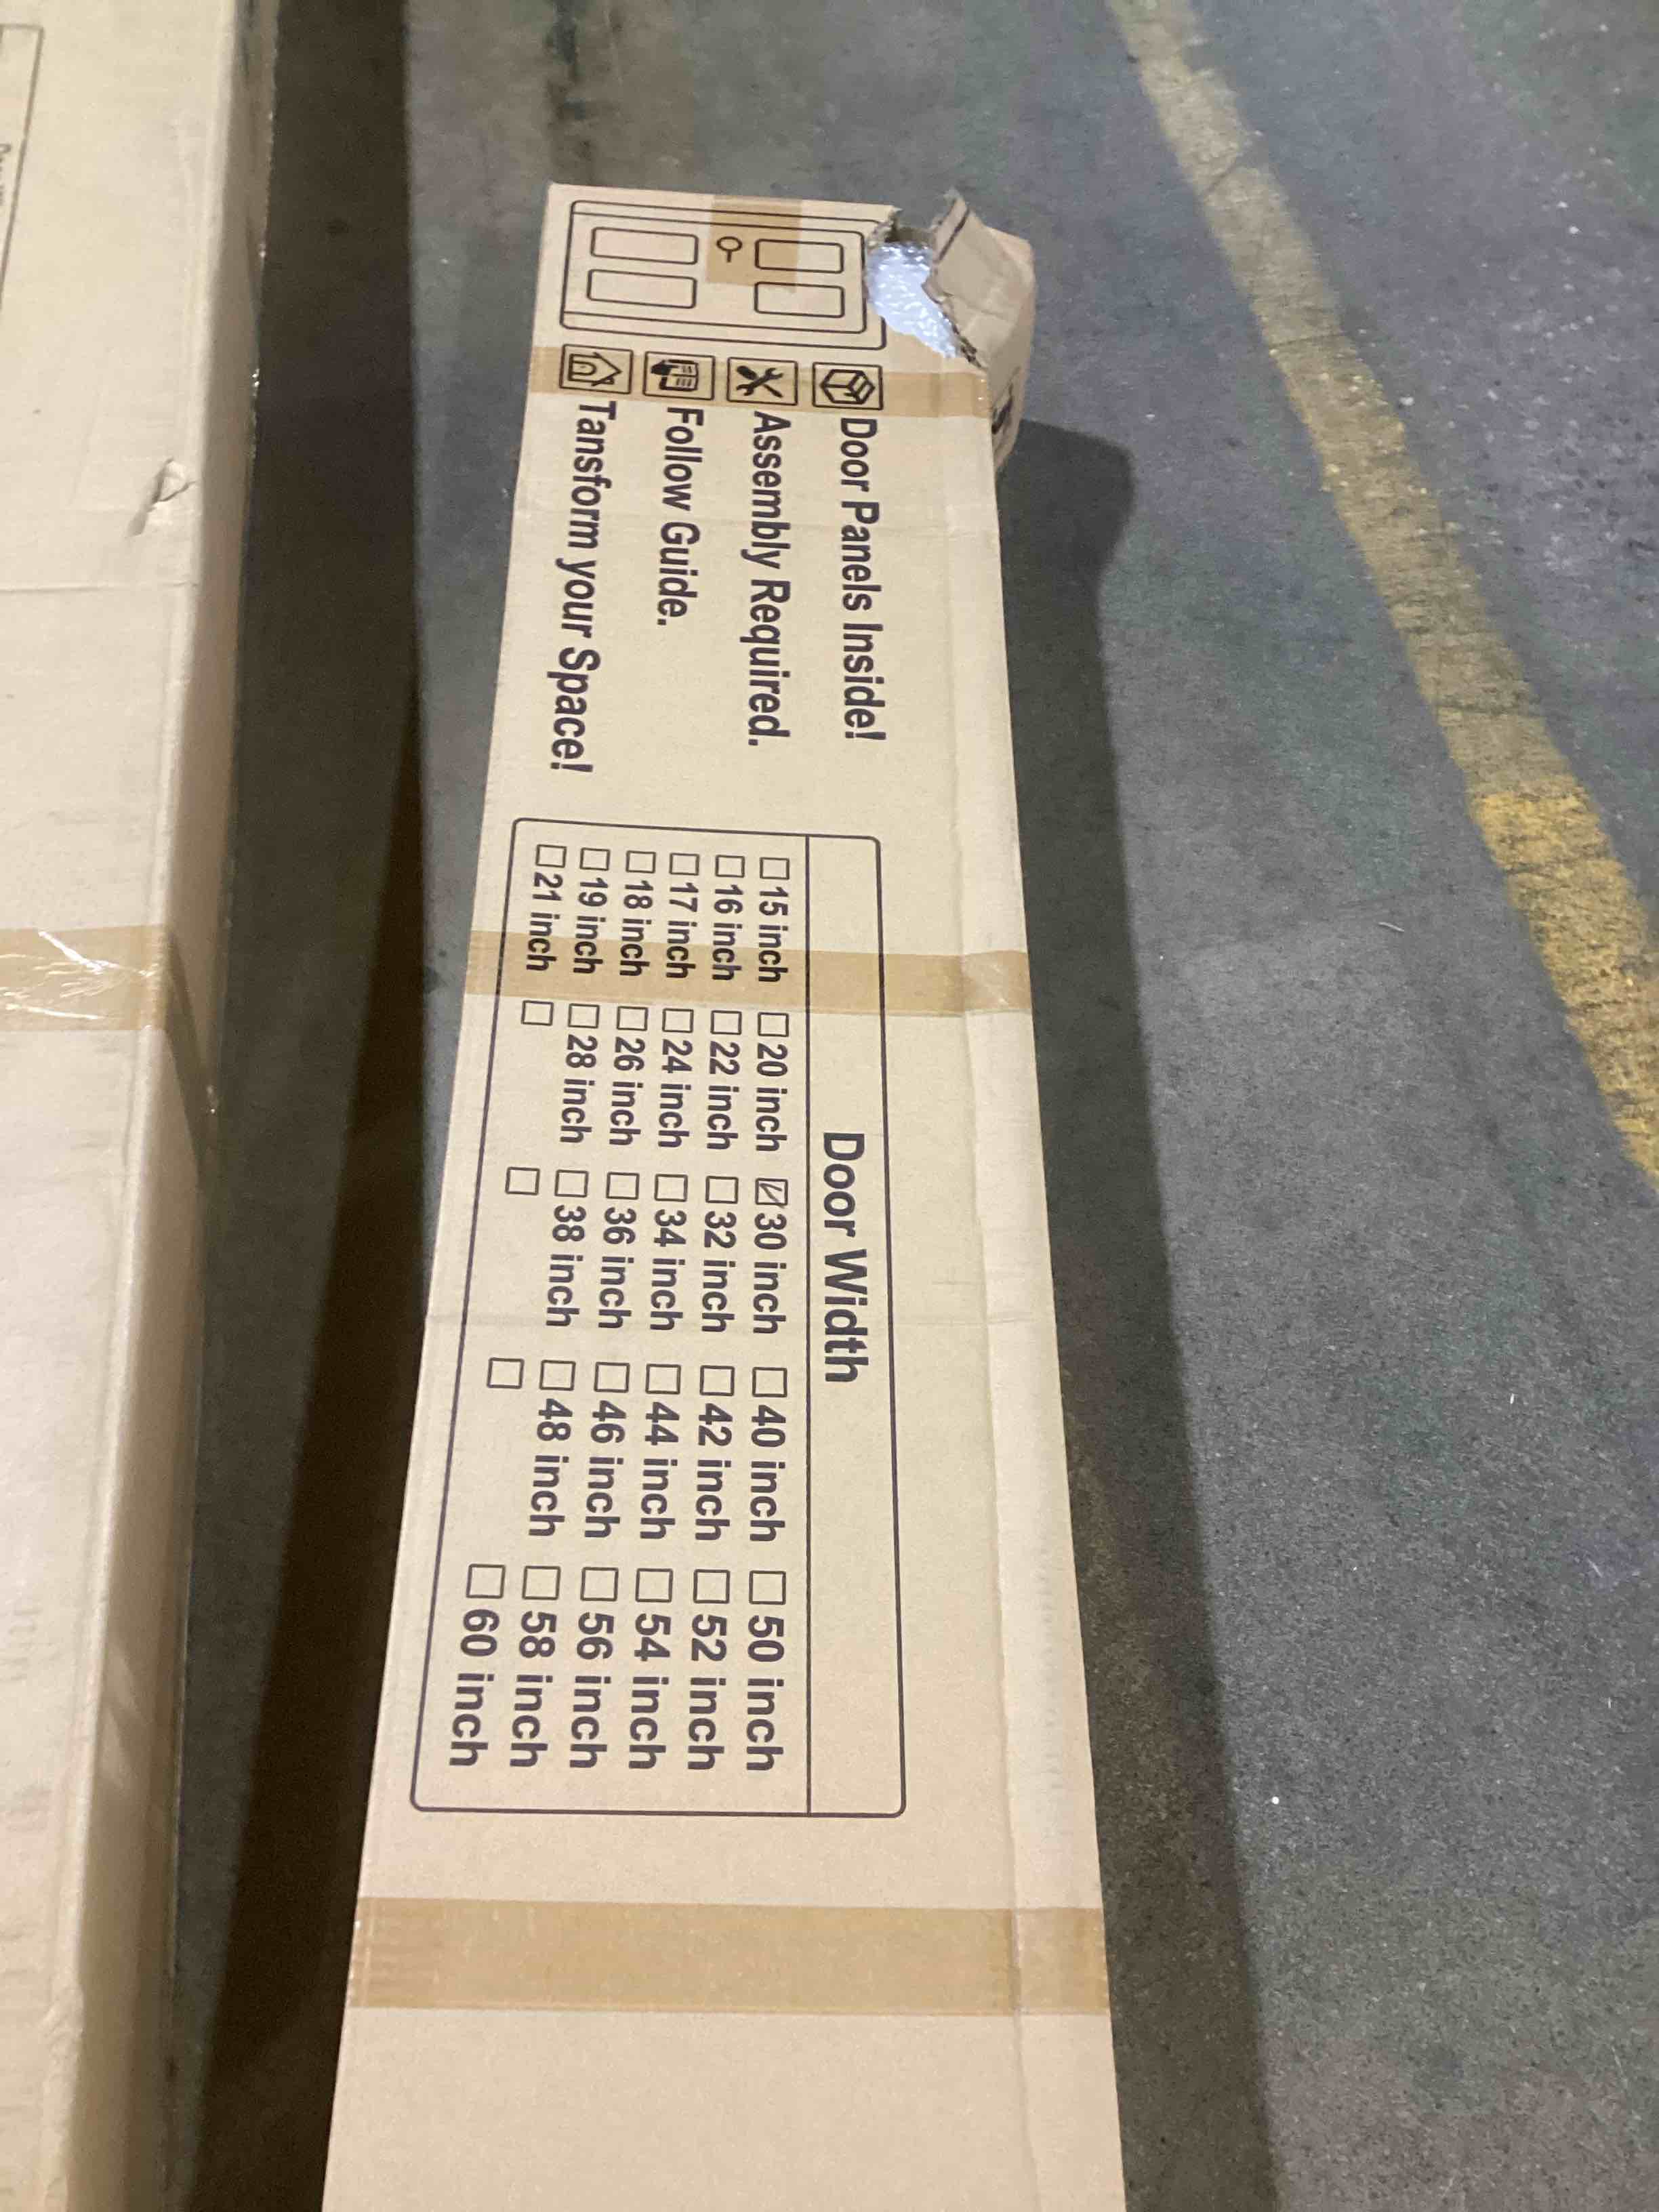 Door Panels Inside!
Assembly Required.
Follow Guide.
Tansform your Space!
Door Width
☐15 inch ☐20 inch ☑30 inch ☐40 inch ☐50 inch
☐16 inch ☐22 inch ☐32 inch ☐42 inch ☐52 inch
☐17 inch ☐24 inch ☐34 inch ☐44 inch ☐54 inch
☐18 inch ☐26 inch ☐36 inch ☐46 inch ☐56 inch
☐19 inch ☐28 inch ☐38 inch ☐48 inch ☐58 inch
☐21 inch ☐ ☐ ☐ ☐60 inch